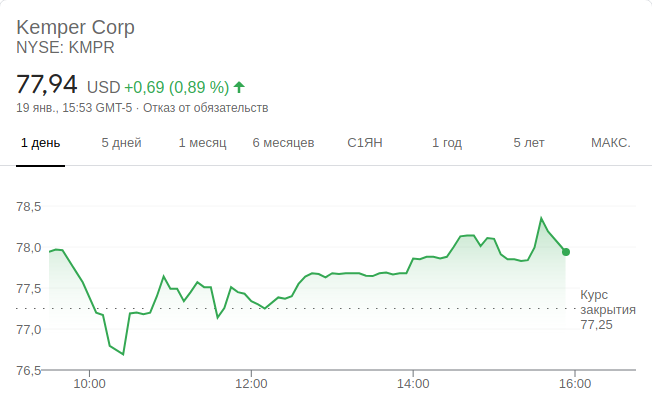 Kemper Corp
NYSE: KMPR
77,94 USD +0,69 (0,89 %)
19 янв., 15:53 GMT-5 · Отказ от обязательств
1 день 5 дней 1 месяц 6 месяцев С1ЯН 1 год 5 лет МАКС.
78,5
78,0
77,5
77,0
76,5
Курс
закрытия
77,25
10:00 12:00 14:00 16:00